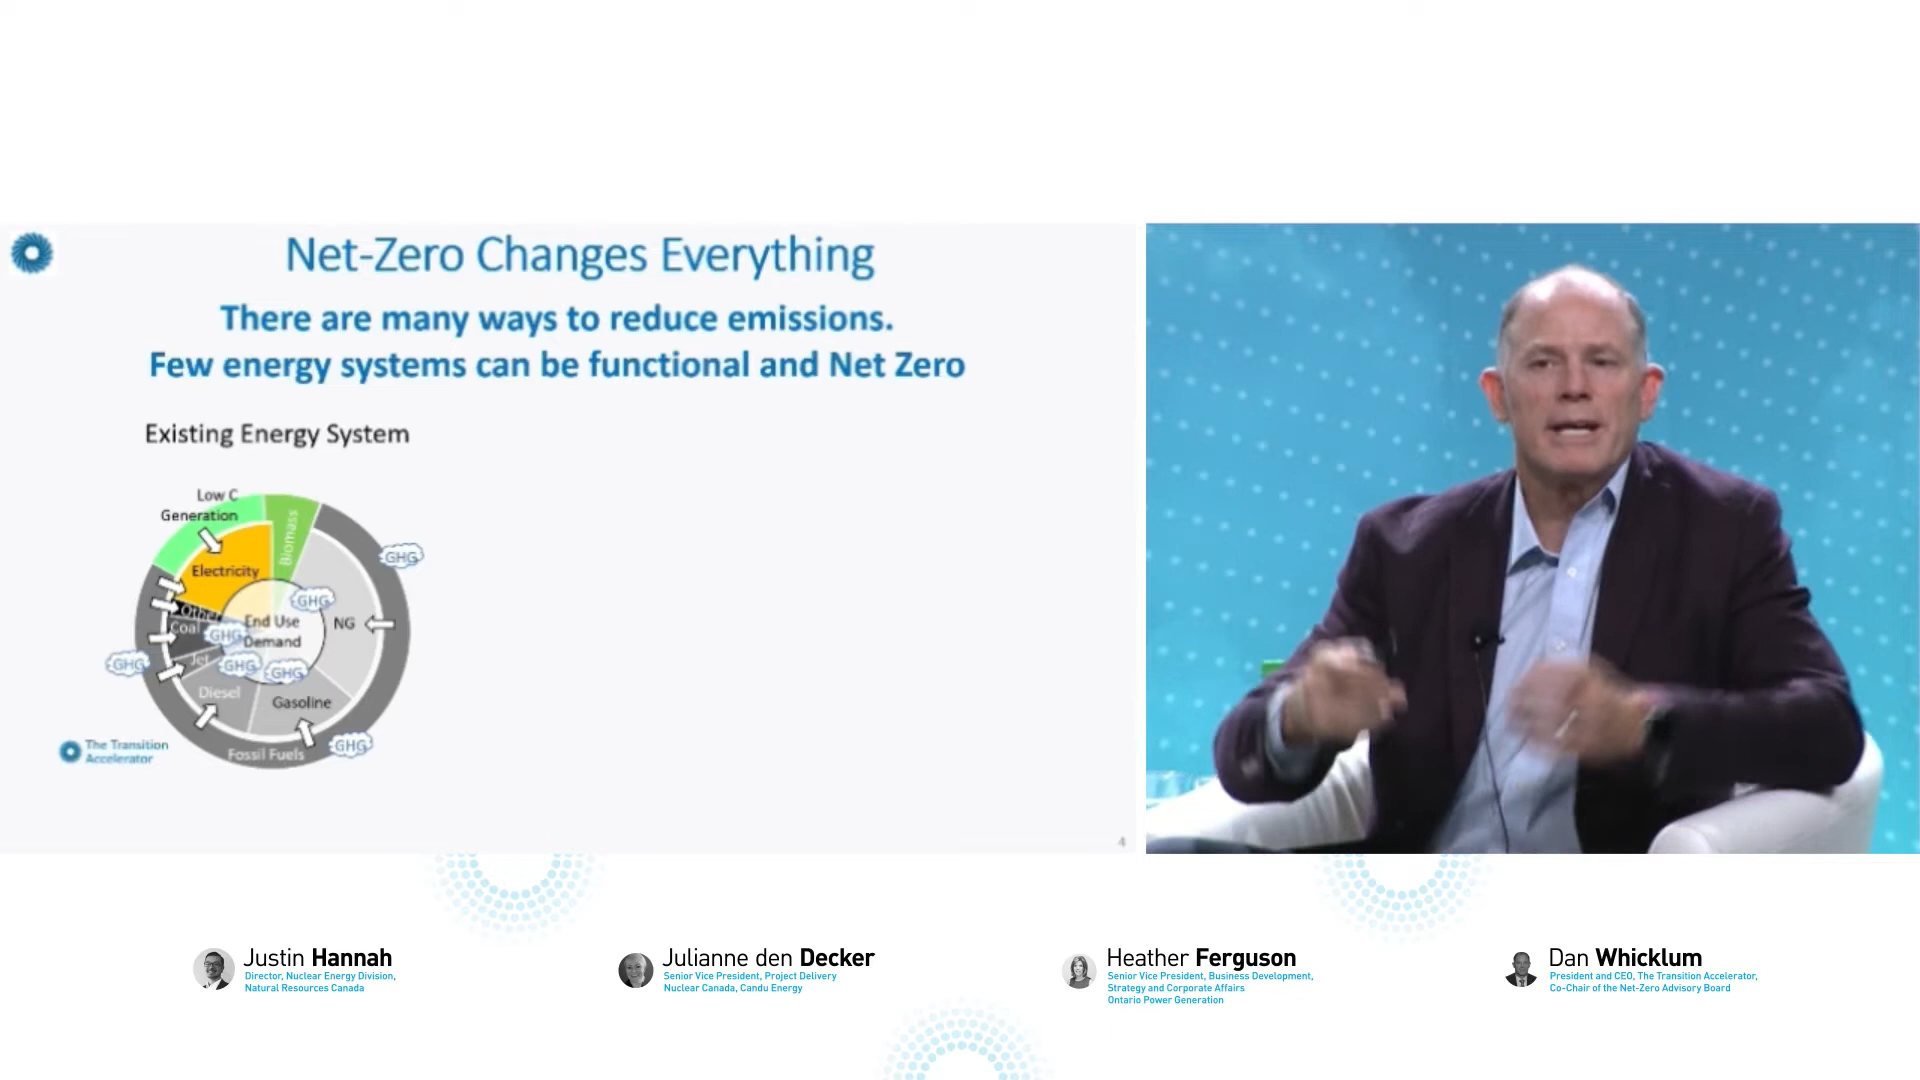 Net-Zero Changes Everything
There are many ways to reduce emissions.
Few energy systems can be functional and Net Zero
Existing Energy System
Low C
Generation
Biomass
GHG
Electricity
GHG
Other
End Use
NG
Coal
GHG
Demand
GHG
Jet
GHG
GHG
Diesel
Gasoline
The Transition
Accelerator
Fossil Fuels
GHG
4
Justin Hannah
Director, Nuclear Energy Division,
Natural Resources Canada
Julianne den Decker
Senior Vice President, Project Delivery
Nuclear Canada, Candu Energy
Heather Ferguson
Senior Vice President, Business Development,
Strategy and Corporate Affairs
Ontario Power Generation
Dan Whicklum
President and CEO, The Transition Accelerator,
Co-Chair of the Net-Zero Advisory Board